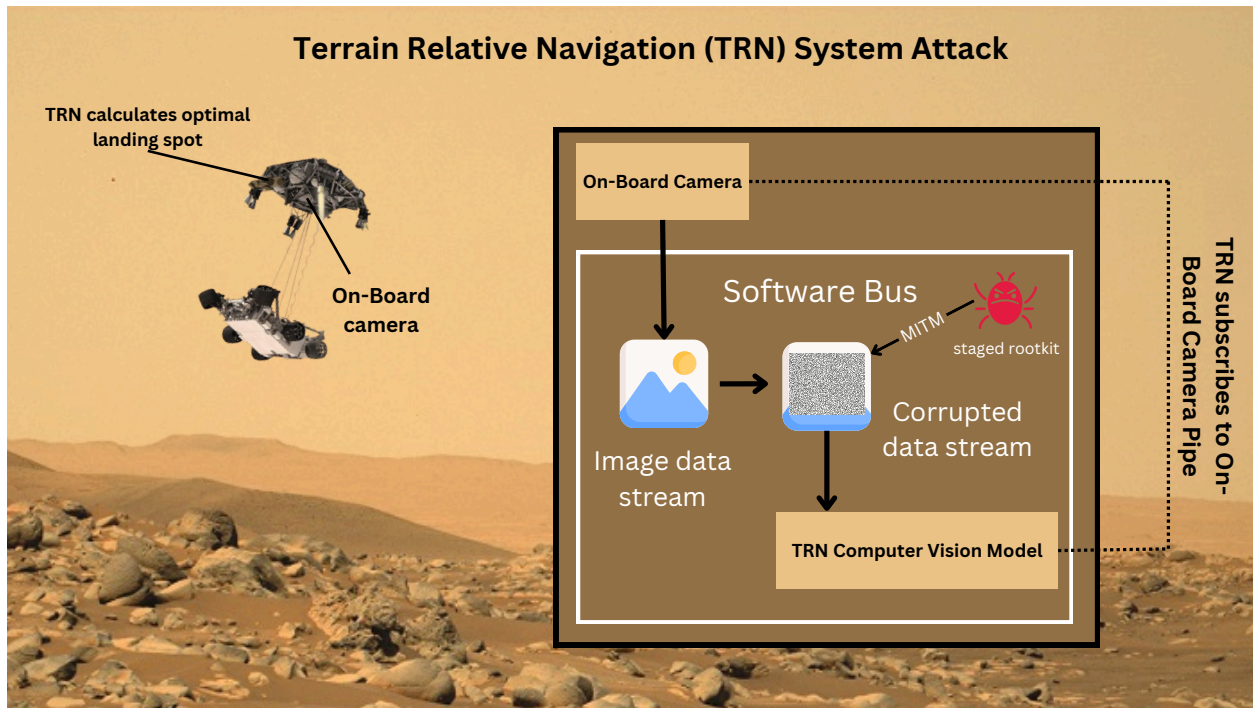 Terrain Relative Navigation (TRN) System Attack
TRN calculates optimal
landing spot
On-Board
camera
On-Board Camera
Software Bus
MITM
staged rootkit
Image data
stream
Corrupted
data stream
TRN Computer Vision Model
TRN subscribes to On-
Board Camera Pipe